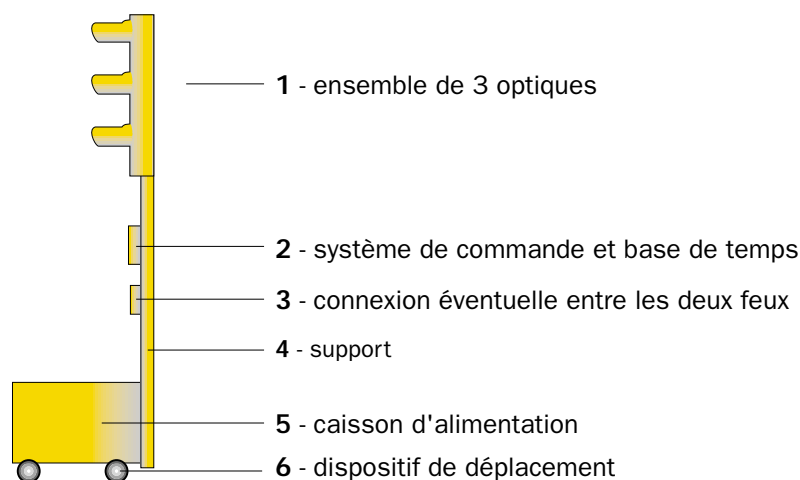 1 - ensemble de 3 optiques
2 - système de commande et base de temps
3 - connexion éventuelle entre les deux feux
4 - support
5 - caisson d'alimentation
6 - dispositif de déplacement